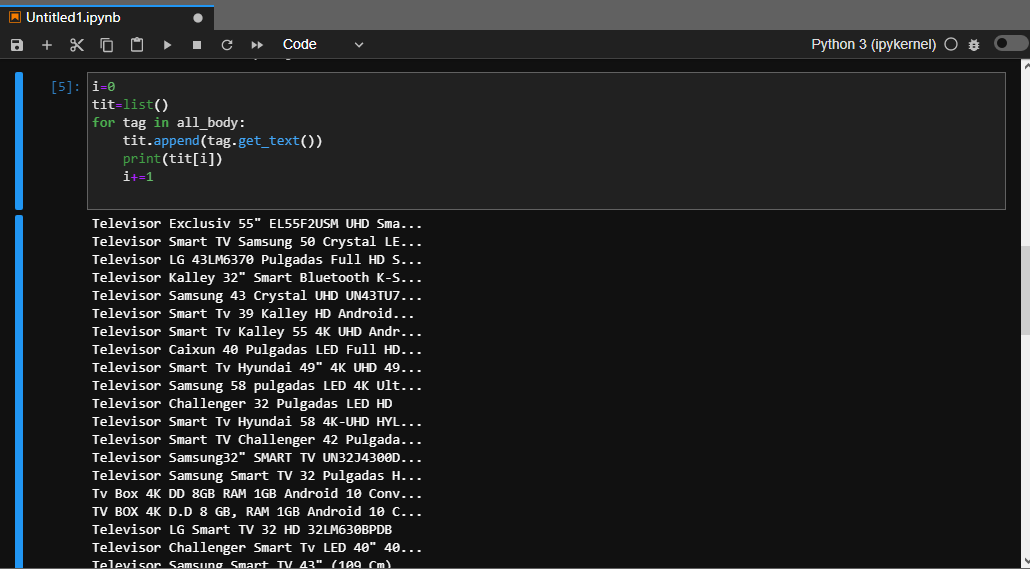 Untitled1.ipynb
Code
Python 3 (ipykernel)
[5]:
i=0
tit=list()
for tag in all_body:
    tit.append(tag.get_text())
    print(tit[i])
    i+=1
Televisor Exclusiv 55" EL55F2USM UHD Sma...
Televisor Smart TV Samsung 50 Crystal LE...
Televisor LG 43LM6370 Pulgadas Full HD S...
Televisor Kalley 32" Smart Bluetooth K-S...
Televisor Samsung 43 Crystal UHD UN43TU7...
Televisor Smart Tv 39 Kalley HD Android...
Televisor Smart Tv Kalley 55 4K UHD Andr...
Televisor Caixun 40 Pulgadas LED Full HD...
Televisor Smart Tv Hyundai 49" 4K UHD 49...
Televisor Samsung 58 pulgadas LED 4K Ult...
Televisor Challenger 32 Pulgadas LED HD
Televisor Smart Tv Hyundai 58 4K-UHD HYL...
Televisor Smart TV Challenger 42 Pulgada...
Televisor Samsung32" SMART TV UN32J4300D...
Televisor Samsung Smart TV 32 Pulgadas H...
Tv Box 4K DD 8GB RAM 1GB Android 10 Conv...
TV BOX 4K D.D 8 GB, RAM 1GB Android 10 C...
Televisor LG Smart TV 32 HD 32LM630BPDB
Televisor Challenger Smart Tv LED 40" 40...
Televisor Samsung Smart TV 43" (109 Cm)